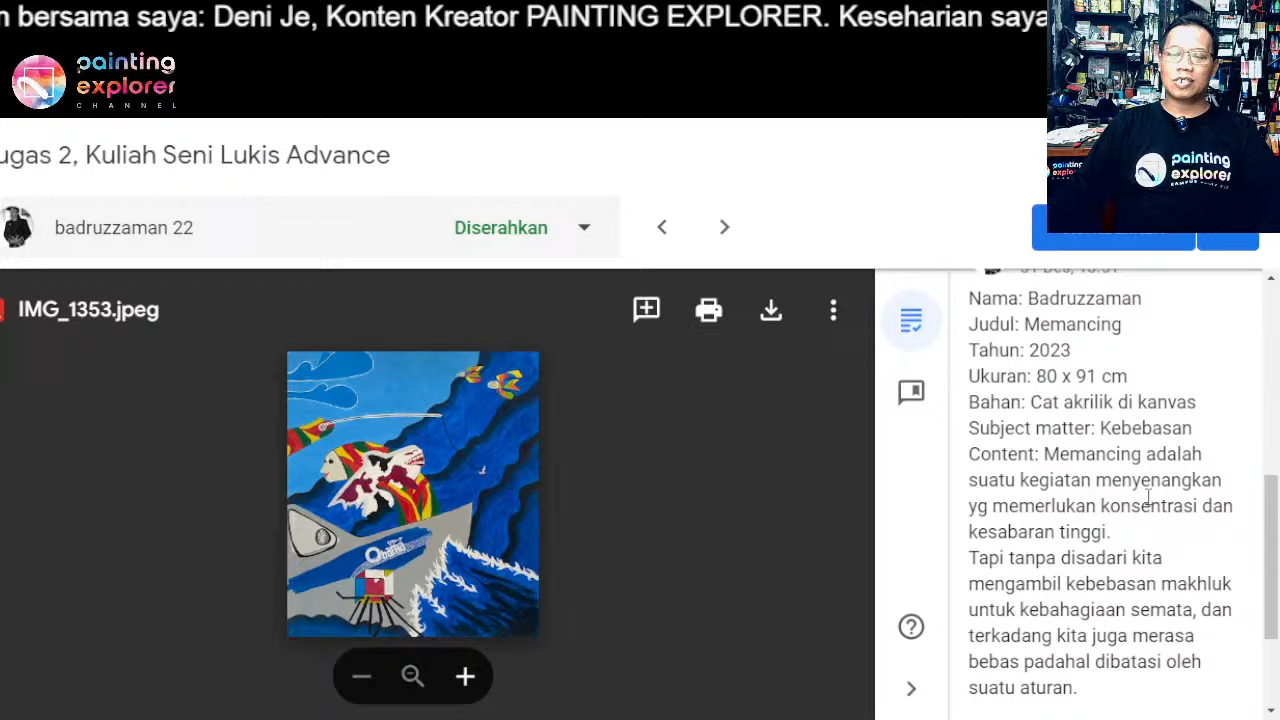 n bersama saya: Deni Je, Konten Kreator PAINTING EXPLORER. Keseharian saya
painting
explorer
CHANNEL
ugas 2, Kuliah Seni Lukis Advance
painting
explorer
badruzzaman 22
Diserahkan
IMG_1353.jpeg
Nama: Badruzzaman
Judul: Memancing
Tahun: 2023
Ukuran: 80 x 91 cm
Bahan: Cat akrilik di kanvas
Subject matter: Kebebasan
Content: Memancing adalah
suatu kegiatan menyenangkan
yg memerlukan konsentrasi dan
kesabaran tinggi.
Tapi tanpa disadari kita
mengambil kebebasan makhluk
untuk kebahagiaan semata, dan
terkadang kita juga merasa
bebas padahal dibatasi oleh
suatu aturan.